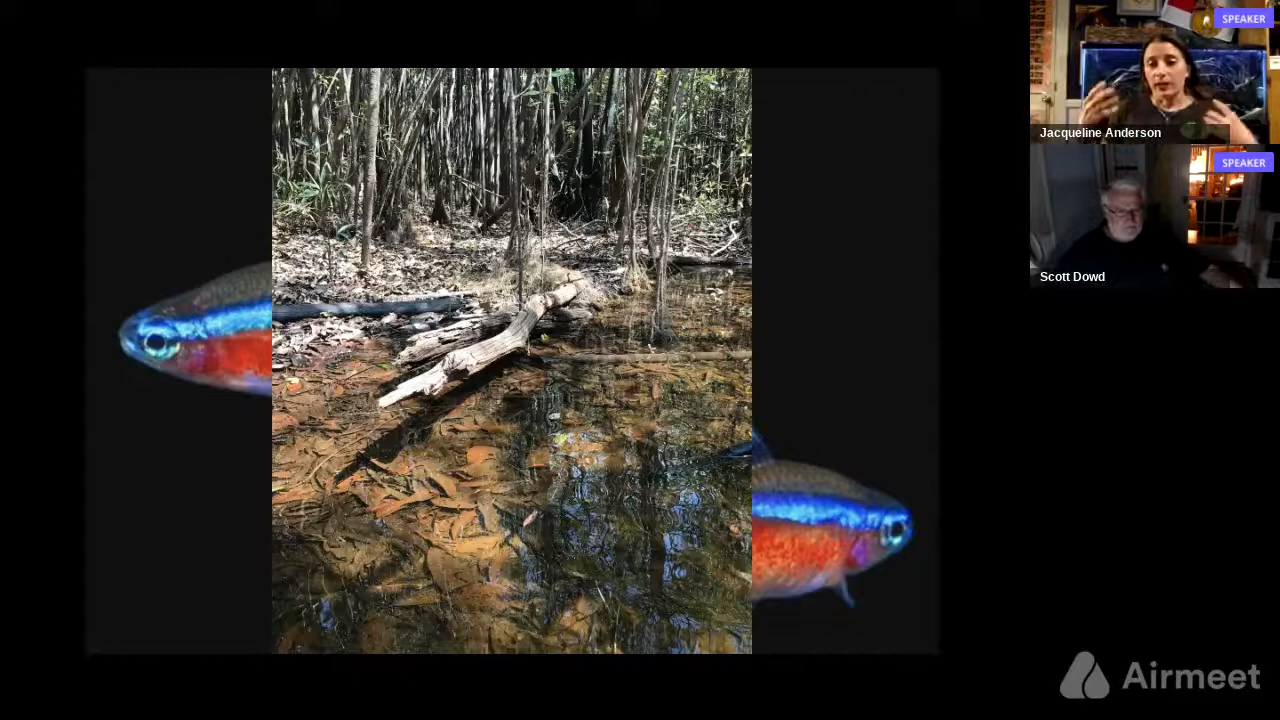 SPEAKER
Jacqueline Anderson
SPEAKER
Scott Dowd
Airmeet